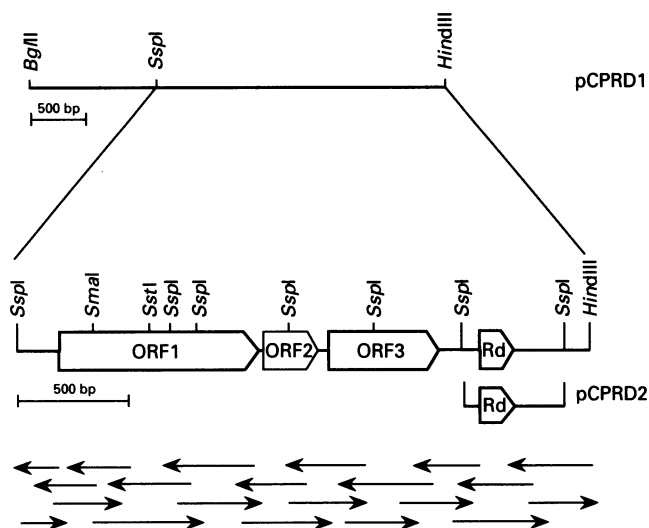 BglII
SspI
HindIII
pCPRD1
500 bp
SspI
SmaI
SstI
SspI
SspI
SspI
SspI
SspI
SspI
HindIII
ORF1
ORF2
ORF3
Rd
500 bp
Rd
pCPRD2